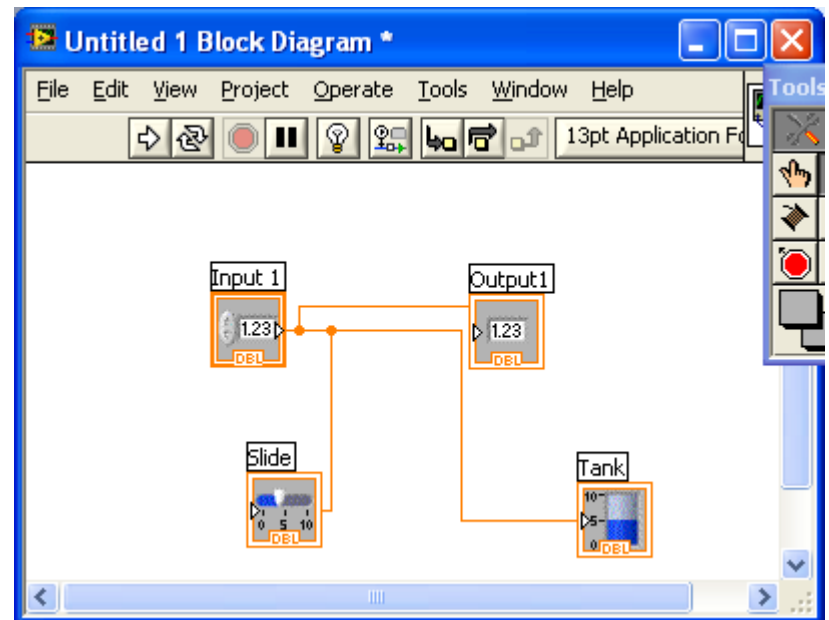 Untitled 1 Block Diagram *
File Edit View Project Operate Tools Window Help
Tools
13pt Application Fo
Input 1
1.23
DBL
Output1
1.23
DBL
Slide
0 5 10
DBL
Tank
10
5
0
DBL